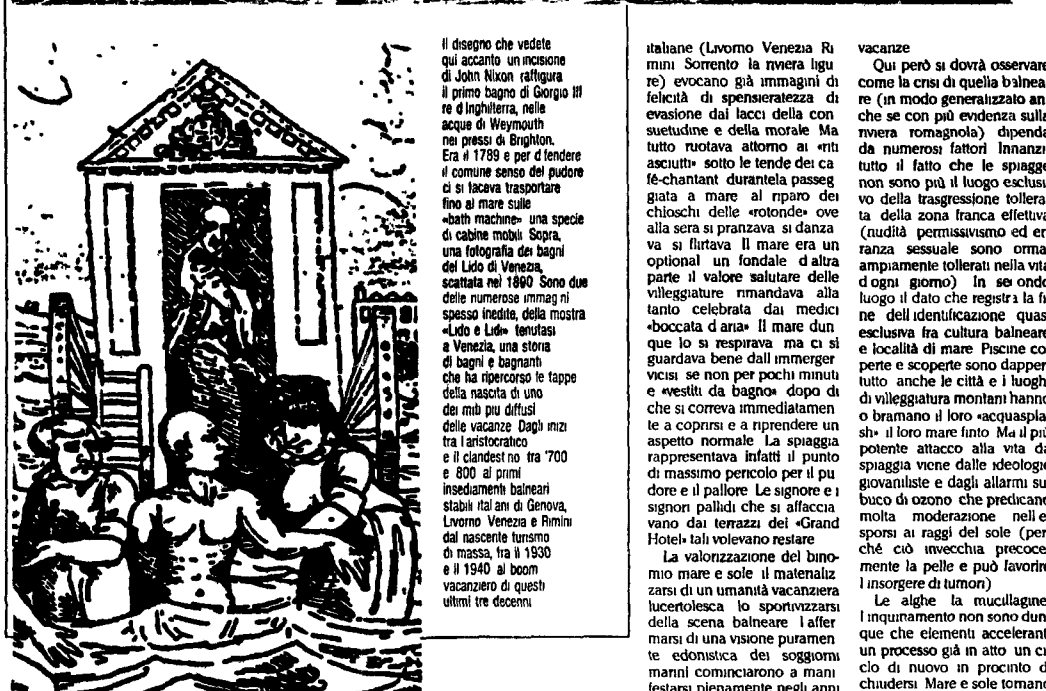 Il disegno che vedete
qui accanto un incisione
di John Nixon raffigura
il primo bagno di Giorgio III
re d Inghilterra, nelle
acque di Weymouth
nei pressi di Brighton.
Era il 1789 e per d fendere
il comune senso del pudore
ci si faceva trasportare
fino al mare sulle
«bath machine» una specie
di cabine mobili Sopra,
una fotografia dei bagni
del Lido di Venezia,
scattata nel 1890 Sono due
delle numerose immag ni
spesso inedite, della mostra
«Lido e Lidi» tenutasi
a Venezia, una storia
di bagni e bagnanti
che ha ripercorso le tappe
della nascita di uno
dei miti piu diffusi
delle vacanze Dagli inizi
tra l aristocratico
e il clandest no tra '700
e 800 ai primi
insediamenti balneari
stabili ital ani di Genova,
Livorno Venezia e Rimini
dal nascente turismo
di massa, tra il 1930
e il 1940 al boom
vacanziero di questi
ultimi tre decenni
italiane (Livorno Venezia Ri
mini Sorrento la riviera ligu
re) evocano già immagini di
felicità di spensieratezza di
evasione dai lacci della con
suetudine e della morale Ma
tutto ruotava attorno ai «riti
asciutti» sotto le tende dei ca
fé-chantant durantela passeg
giata a mare al riparo dei
chioschi delle «rotonde» ove
alla sera si pranzava si danza
va si flirtava Il mare era un
optional un fondale d altra
parte il valore salutare delle
villeggiature rimandava alla
tanto celebrata dai medici
«boccata d aria» Il mare dun
que lo si respirava ma ci si
guardava bene dall immerger
vicisi se non per pochi minuti
e «vestiti da bagno» dopo di
che si correva immediatamen
te a coprirsi e a riprendere un
aspetto normale La spiaggia
rappresentava infatti il punto
di massimo pericolo per il pu
dore e il pallore Le signore e i
signori pallidi che si affaccia
vano dai terrazzi dei «Grand
Hotel» tali volevano restare
La valorizzazione del bino-
mio mare e sole il materializ
zarsi di un umanità vacanziera
lucertolesca lo sportivizzarsi
della scena balneare l affer
marsi di una visione puramen
te edonistica dei soggiorni
marini cominciarono a mani
festarsi pienamente negli anni
vacanze
Qui però si dovrà osservare
come la crisi di quella balnea
re (in modo generalizzato an
che se con più evidenza sulla
riviera romagnola) dipenda
da numerosi fattori Innanzi
tutto il fatto che le spiagge
non sono più il luogo esclusi
vo della trasgressione tollera
ta della zona franca effettiva
(nudità permissivismo ed er
ranza sessuale sono ormai
ampiamente tollerati nella vita
d ogni giorno) In secondo
luogo il dato che registra la fi
ne dell identificazione quasi
esclusiva fra cultura balneare
e località di mare Piscine co
perte e scoperte sono dapper
tutto anche le città e i luoghi
di villeggiatura montani hanno
o bramano il loro «acquaspla
sh» il loro mare finto Ma il più
potente attacco alla vita da
spiaggia viene dalle ideologie
giovaniliste e dagli allarmi sul
buco di ozono che predicano
molta moderazione nell e
sporsi ai raggi del sole (per
ché ciò invecchia precoce
mente la pelle e può favorire
l insorgere di tumori)
Le alghe la mucillagine
l inquinamento non sono dun
que che elementi acceleranti
un processo già in atto un ci
clo di nuovo in procinto di
chiudersi Mare e sole tornano